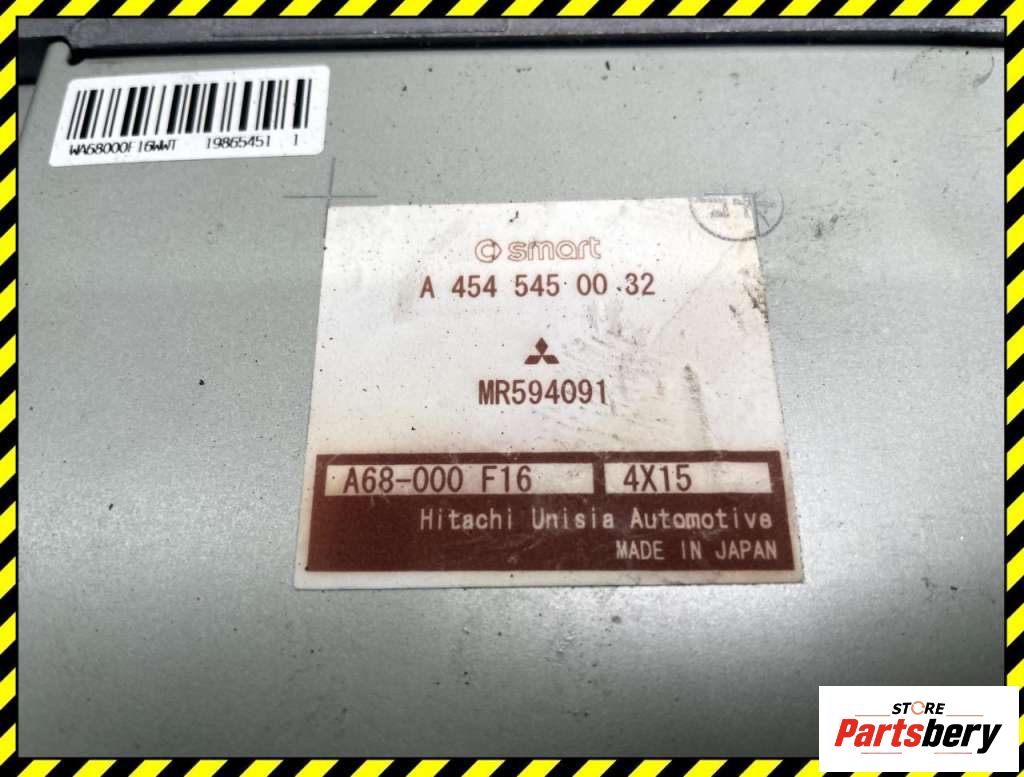 WA68000F16WWT 19865451 1
smart
A 454 545 00 32
MR594091
A68-000 F16 4X15
Hitachi Unisia Automotive
MADE IN JAPAN
STORE
Partsbery